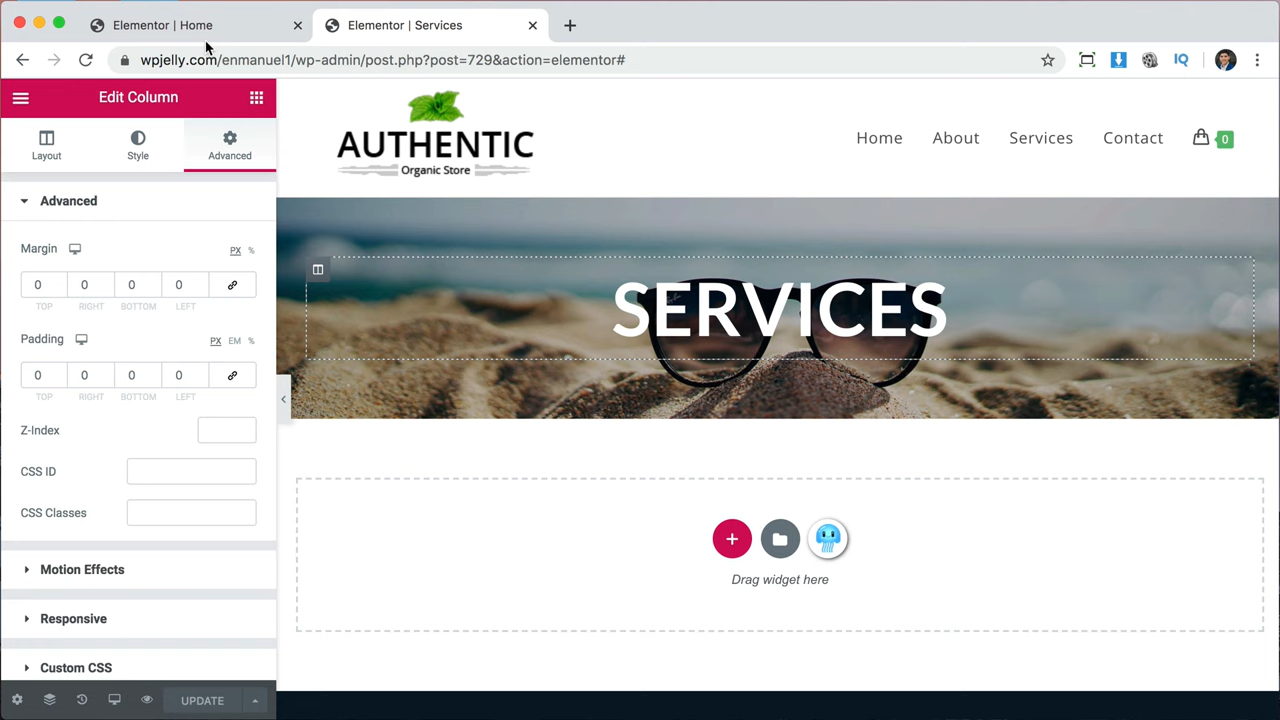 Elementor | Home
Elementor | Services
wpjelly.com/enmanuel1/wp-admin/post.php?post=729&action=elementor#
IQ
Edit Column
Layout
Style
Advanced
Advanced
Margin
PX %
0 0 0 0
TOP RIGHT BOTTOM LEFT
Padding
PX EM %
0 0 0 0
TOP RIGHT BOTTOM LEFT
Z-Index
CSS ID
CSS Classes
Motion Effects
Responsive
Custom CSS
UPDATE
AUTHENTIC
Organic Store
Home About Services Contact 0
SERVICES
Drag widget here